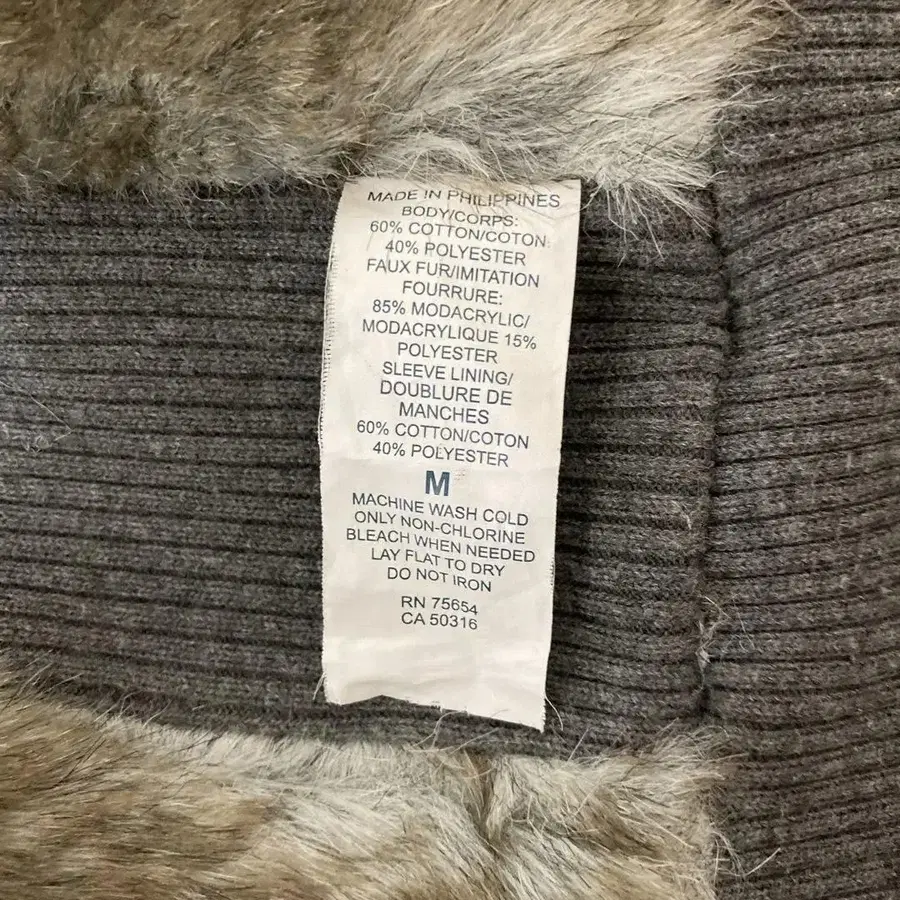 MADE IN PHILIPPINES
BODY/CORPS:
60% COTTON/COTON
40% POLYESTER
FAUX FUR/IMITATION
FOURRURE:
85% MODACRYLIC/
MODACRYLIQUE 15%
POLYESTER
SLEEVE LINING/
DOUBLURE DE
MANCHES
60% COTTON/COTON
40% POLYESTER
M
MACHINE WASH COLD
ONLY NON-CHLORINE
BLEACH WHEN NEEDED
LAY FLAT TO DRY
DO NOT IRON
RN 75654
CA 50316